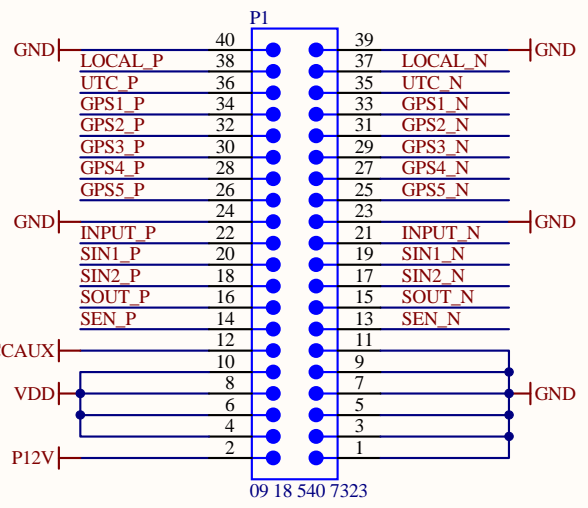 P1
GND 40 39 GND
LOCAL_P 38 37 LOCAL_N
UTC_P 36 35 UTC_N
GPS1_P 34 33 GPS1_N
GPS2_P 32 31 GPS2_N
GPS3_P 30 29 GPS3_N
GPS4_P 28 27 GPS4_N
GPS5_P 26 25 GPS5_N
GND 24 23 GND
INPUT_P 22 21 INPUT_N
SIN1_P 20 19 SIN1_N
SIN2_P 18 17 SIN2_N
SOUT_P 16 15 SOUT_N
SEN_P 14 13 SEN_N
CAUX 12 11
10 9
VDD 8 7 GND
6 5
4 3
P12V 2 1
09 18 540 7323